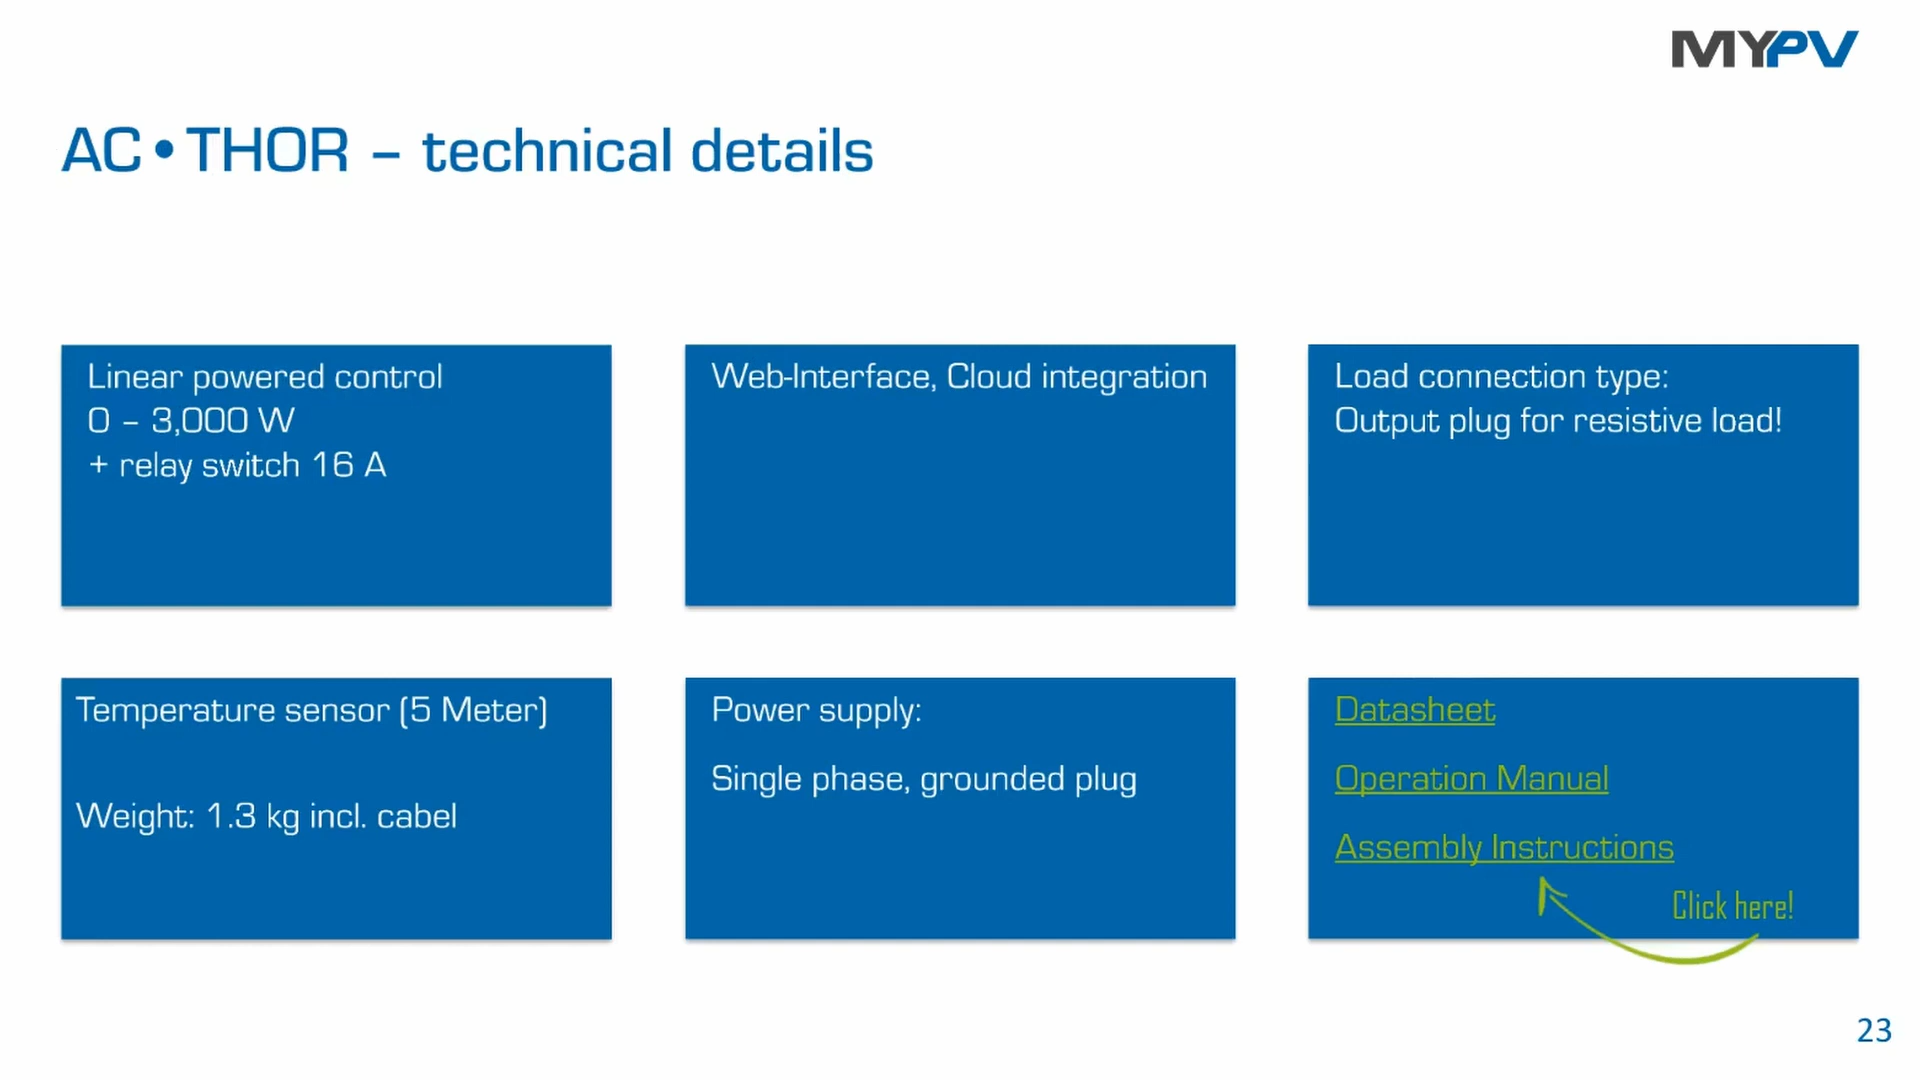 MYPV
AC•THOR – technical details
Linear powered control
0 – 3,000 W
+ relay switch 16 A
Web-Interface, Cloud integration
Load connection type:
Output plug for resistive load!
Temperature sensor (5 Meter)
Weight: 1.3 kg incl. cabel
Power supply:
Single phase, grounded plug
Datasheet
Operation Manual
Assembly Instructions
Click here!
23